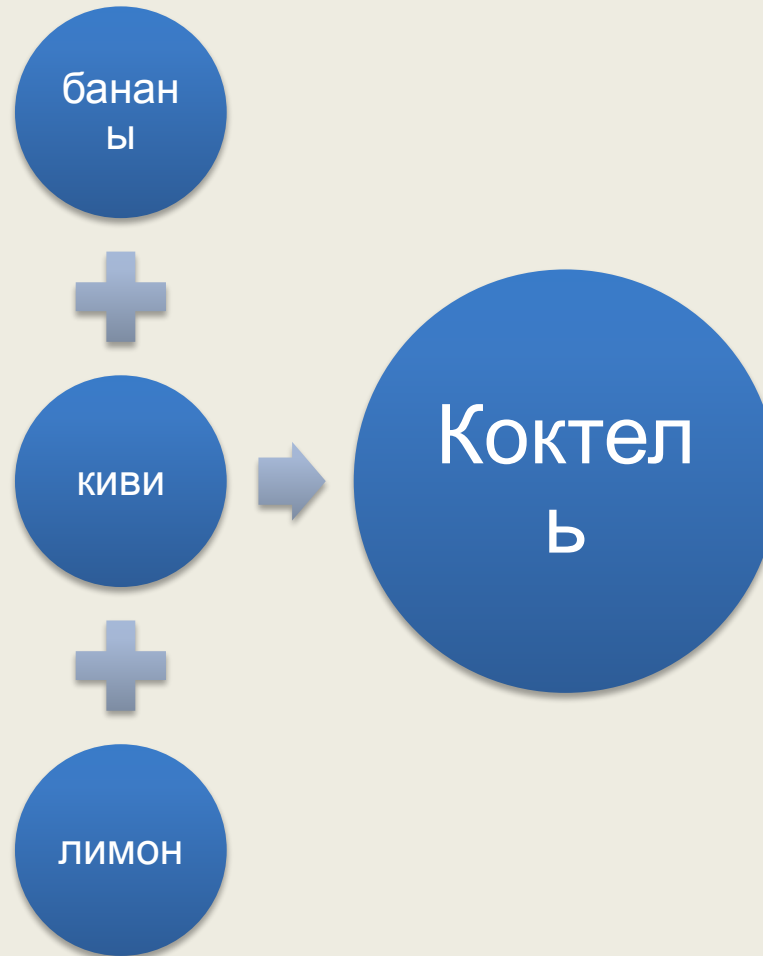 банан
ы
киви
Коктел
ь
лимон